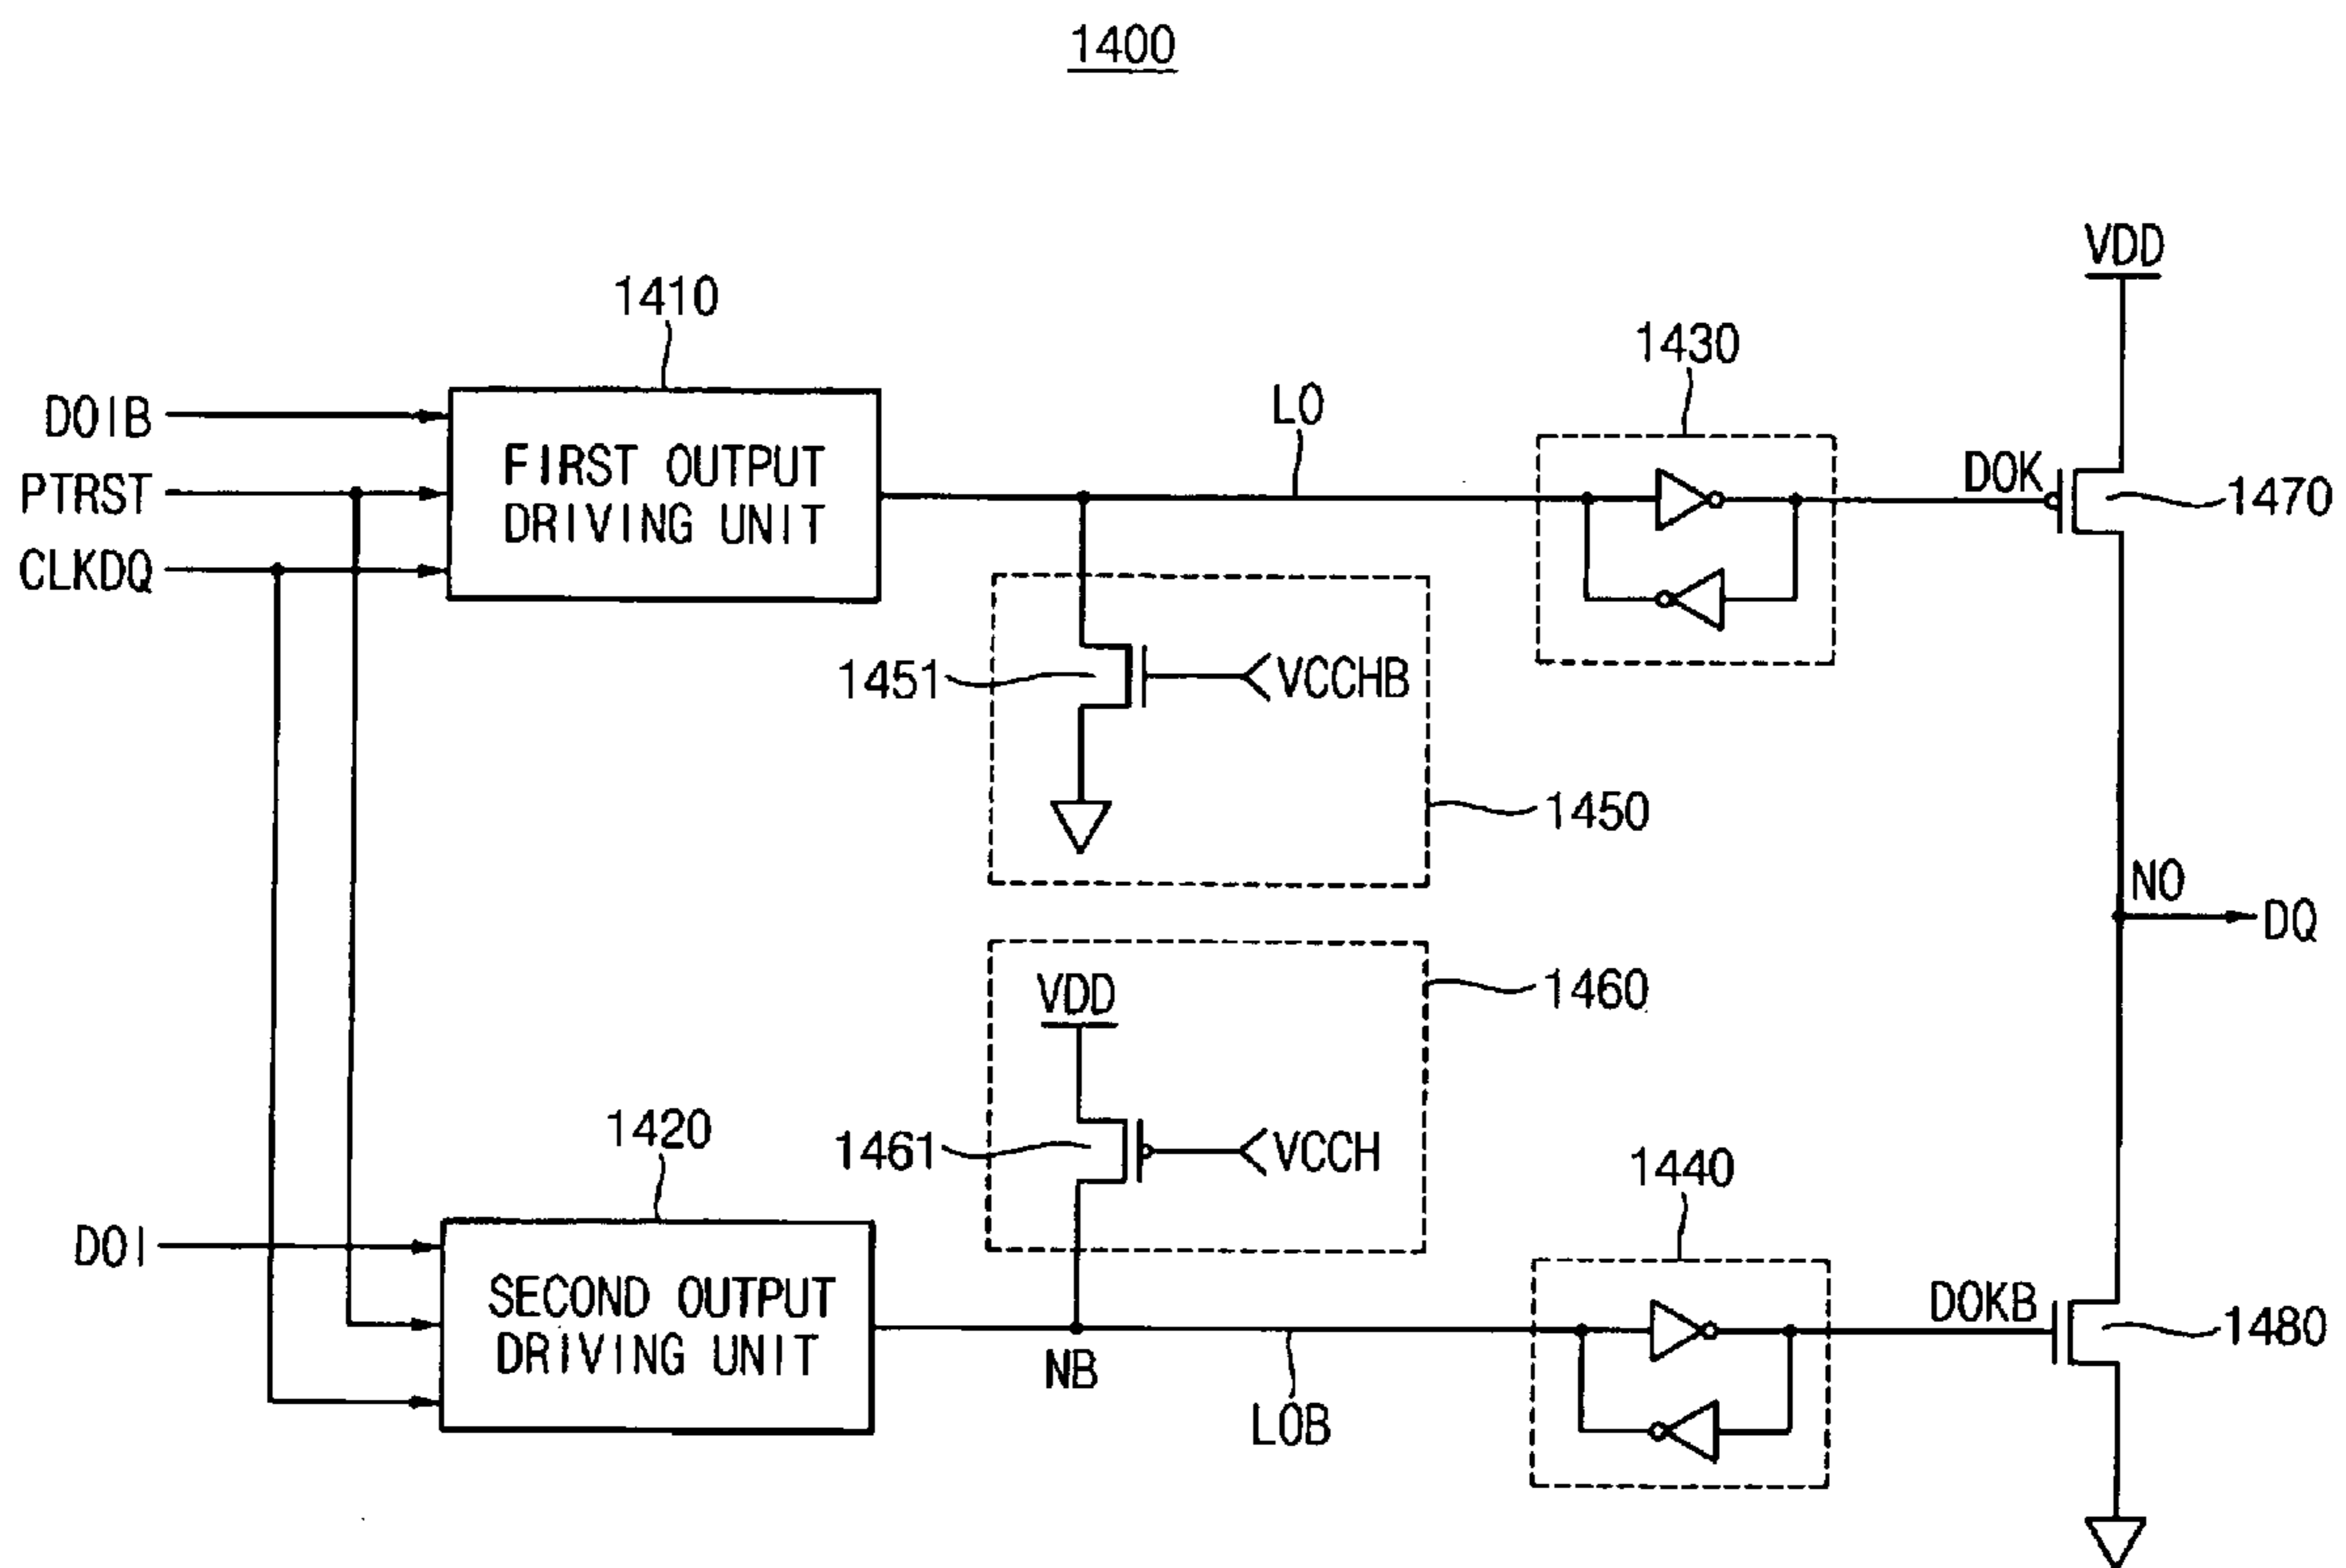 1400
VDD
1410
1430
DOIB
PTRST
CLKDQ
FIRST OUTPUT
DRIVING UNIT
LO
DOK
1470
1451
VCCHB
1450
NO
DQ
VDD
1460
1461
VCCH
1420
1440
DOI
SECOND OUTPUT
DRIVING UNIT
NB
LOB
DOKB
1480